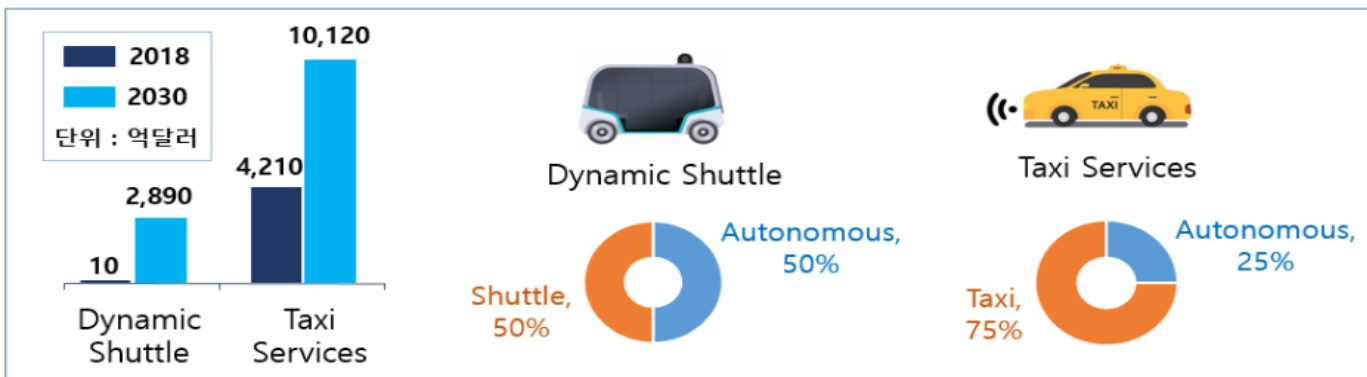 2018
2030
단위 : 억달러
10
2,890
4,210
10,120
Dynamic
Shuttle
Taxi
Services
Dynamic Shuttle
Autonomous,
50%
Shuttle,
50%
TAXI
Taxi Services
Autonomous,
25%
Taxi,
75%